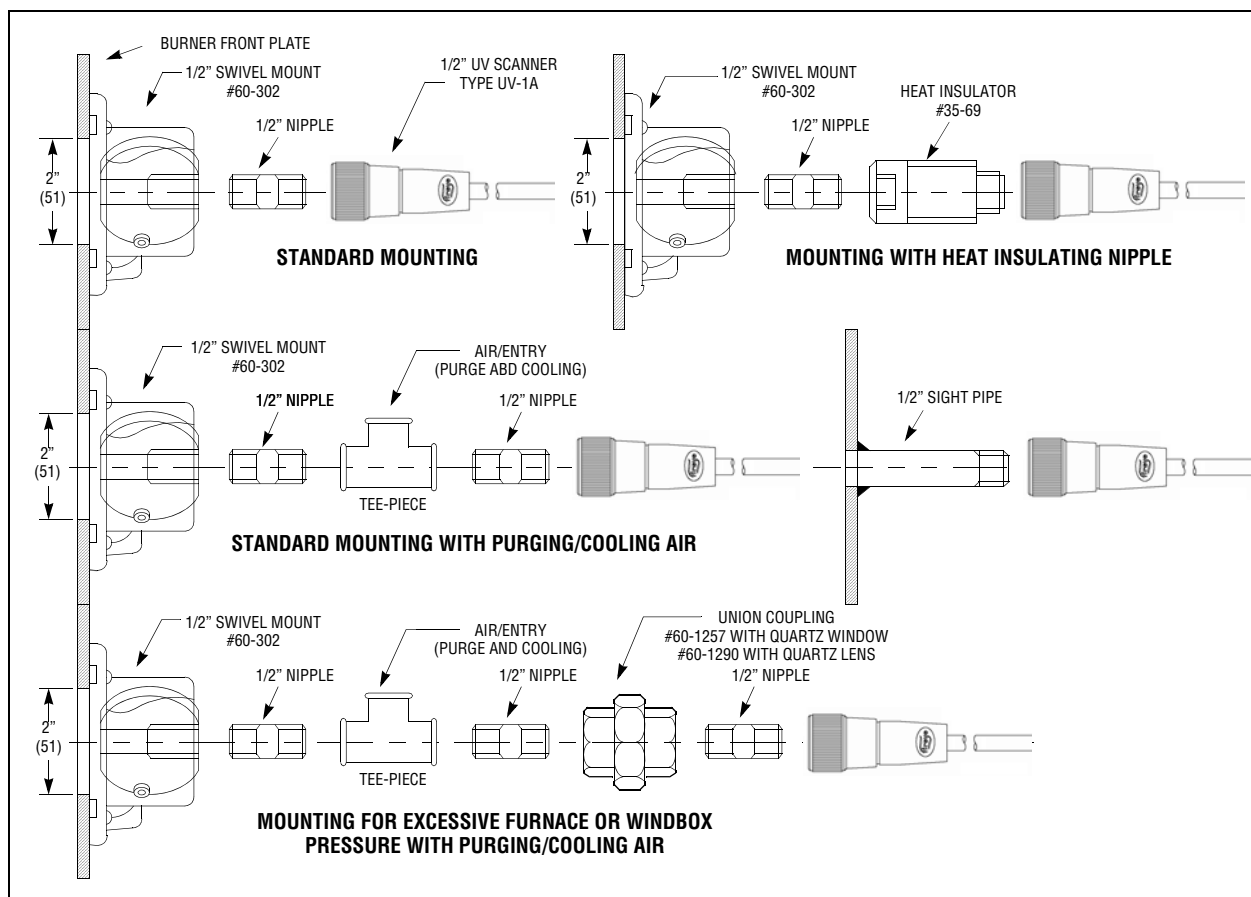 BURNER FRONT PLATE
1/2” SWIVEL MOUNT
#60-302
1/2” NIPPLE
1/2” UV SCANNER
TYPE UV-1A
2”
(51)
STANDARD MOUNTING
1/2” SWIVEL MOUNT
#60-302
1/2” NIPPLE
HEAT INSULATOR
#35-69
2”
(51)
MOUNTING WITH HEAT INSULATING NIPPLE
1/2” SWIVEL MOUNT
#60-302
1/2” NIPPLE
AIR/ENTRY
(PURGE ABD COOLING)
1/2” NIPPLE
2”
(51)
TEE-PIECE
STANDARD MOUNTING WITH PURGING/COOLING AIR
1/2” SIGHT PIPE
1/2” SWIVEL MOUNT
#60-302
1/2” NIPPLE
AIR/ENTRY
(PURGE AND COOLING)
1/2” NIPPLE
UNION COUPLING
#60-1257 WITH QUARTZ WINDOW
#60-1290 WITH QUARTZ LENS
1/2” NIPPLE
2”
(51)
TEE-PIECE
MOUNTING FOR EXCESSIVE FURNACE OR WINDBOX
PRESSURE WITH PURGING/COOLING AIR